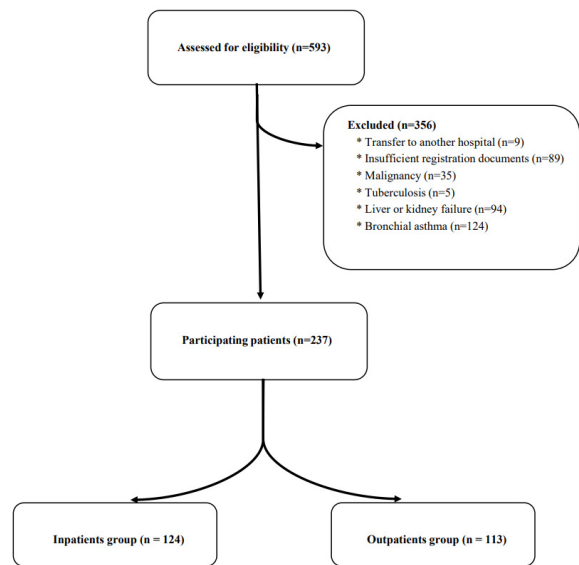 Assessed for eligibility (n=593)
Excluded (n=356)
* Transfer to another hospital (n=9)
* Insufficient registration documents (n=89)
* Malignancy (n=35)
* Tuberculosis (n=5)
* Liver or kidney failure (n=94)
* Bronchial asthma (n=124)
Participating patients (n=237)
Inpatients group (n = 124)
Outpatients group (n = 113)